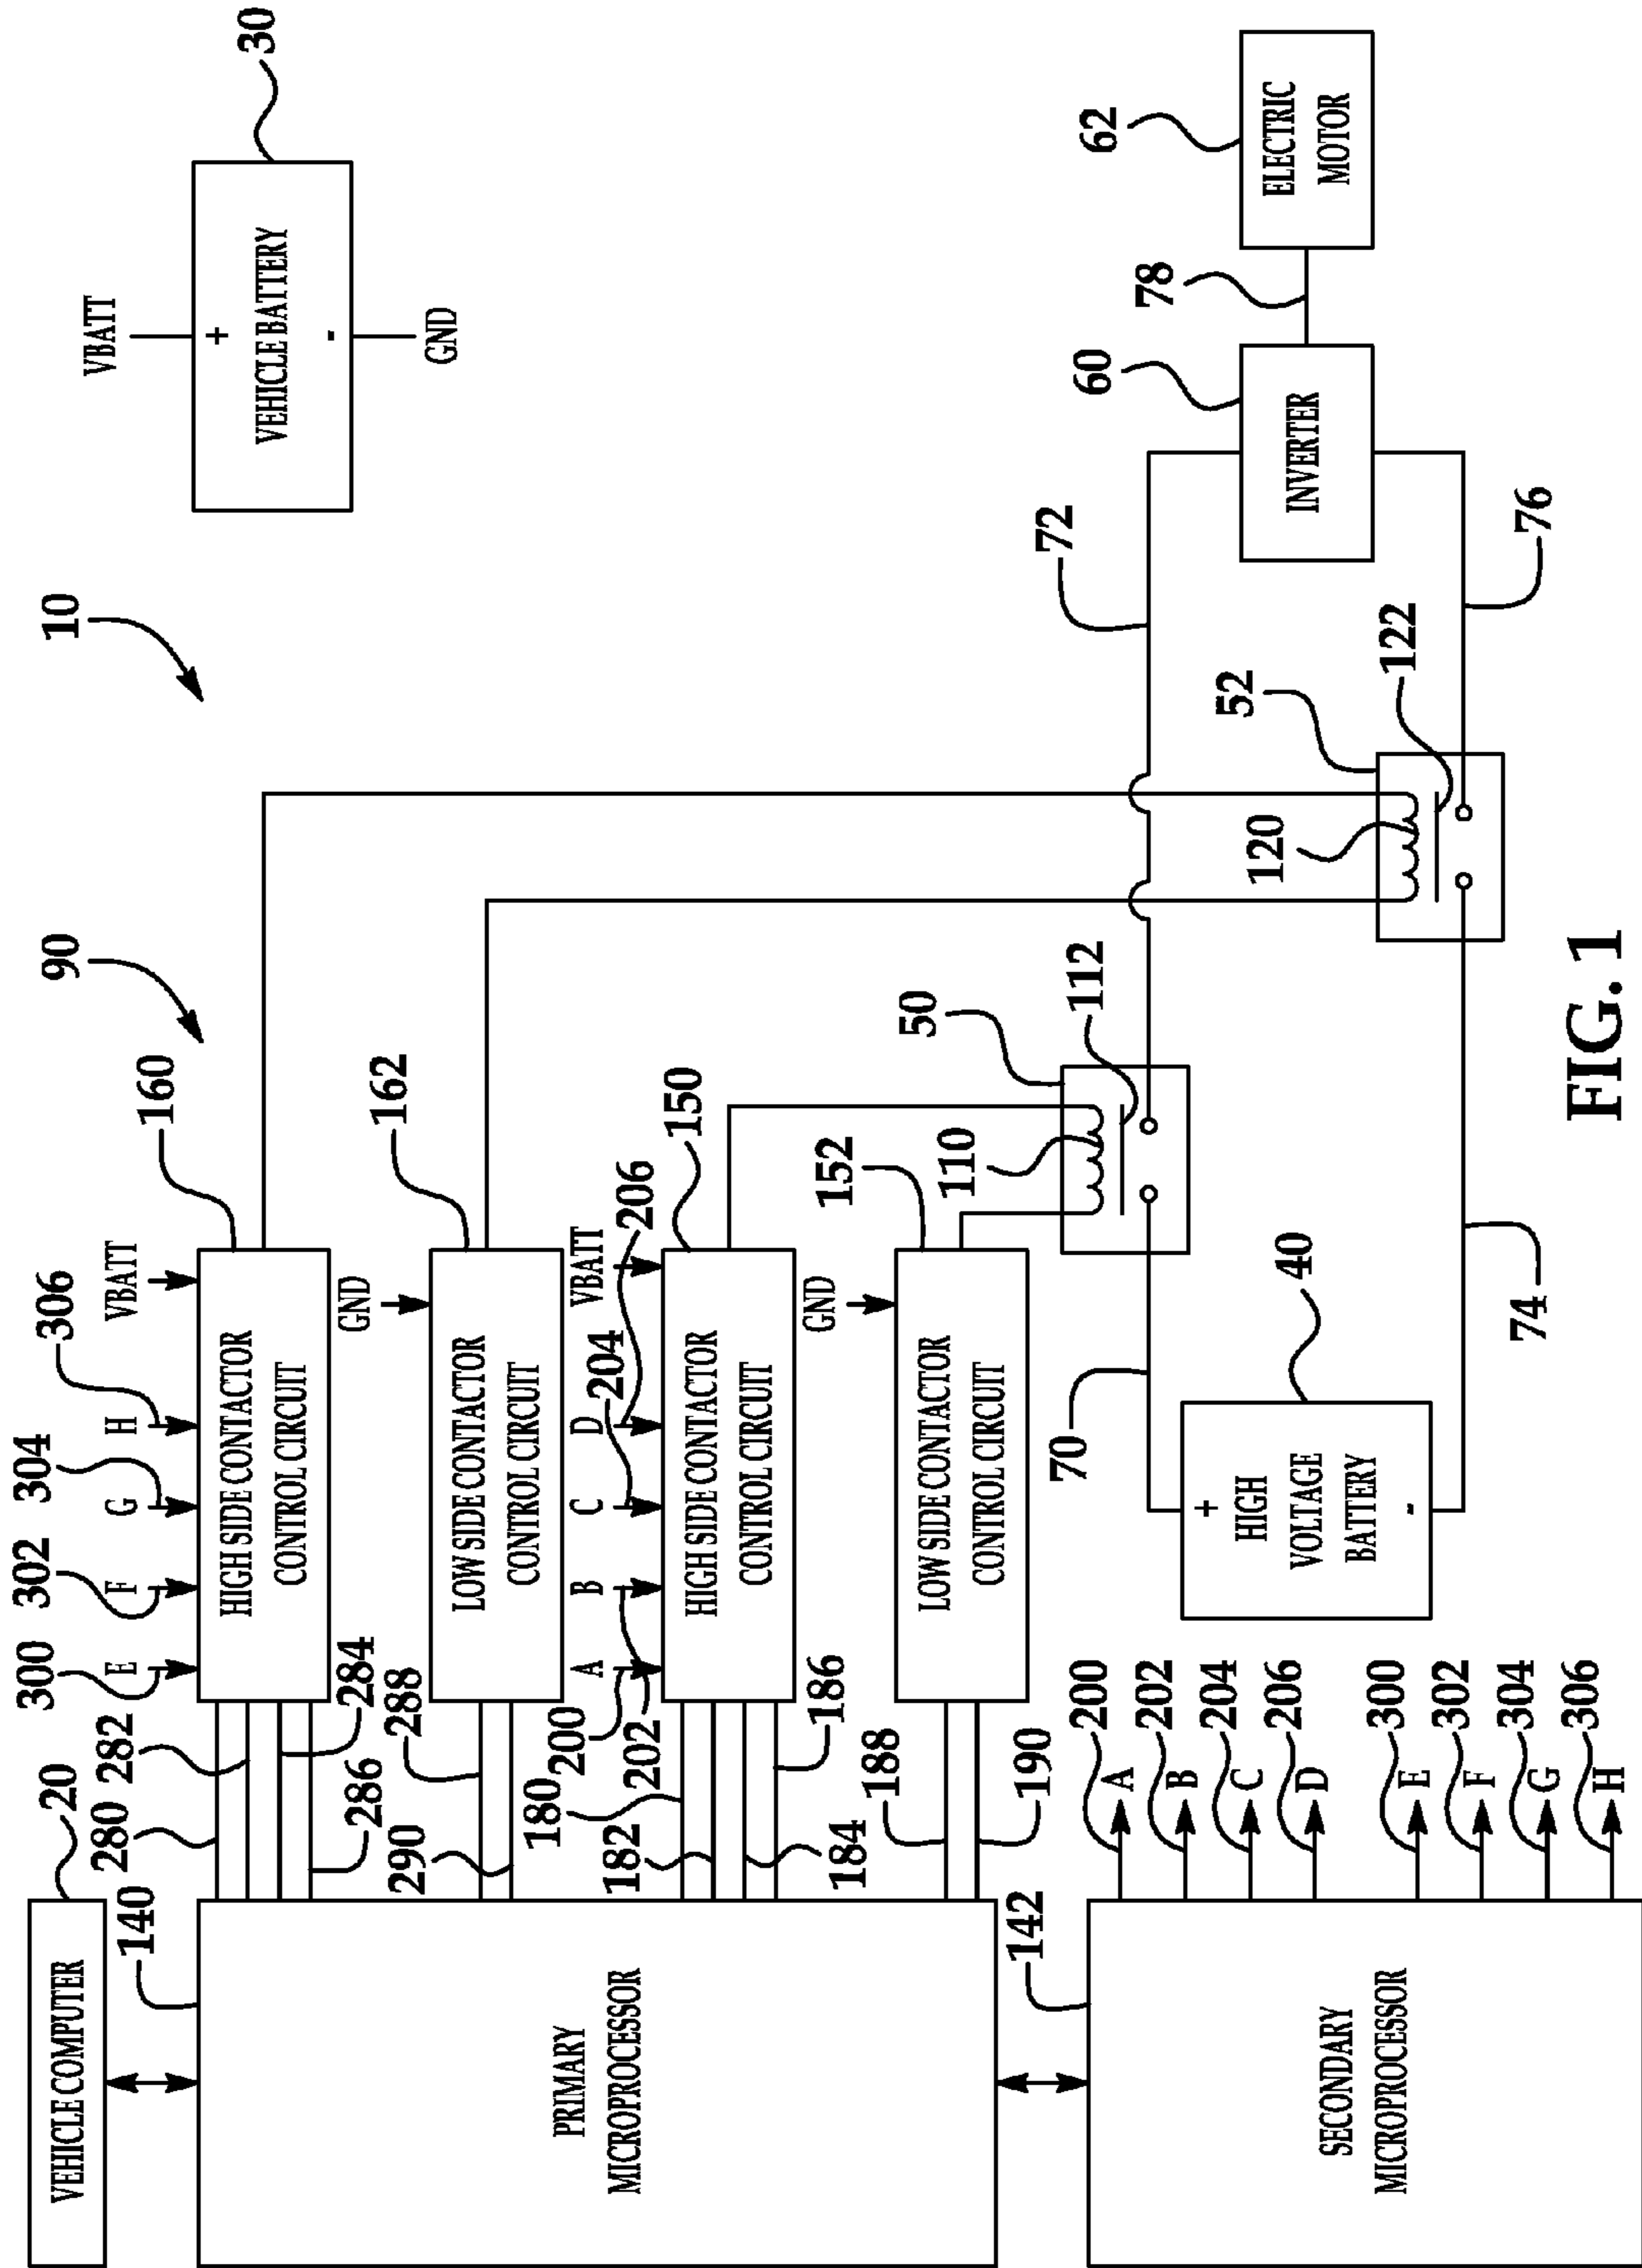 10
90
VEHICLE COMPUTER
20
140
PRIMARY
MICROPROCESSOR
142
SECONDARY
MICROPROCESSOR
280
282
284
286
300
302
304
306
E
F
G
H
VBATT
160
HIGH SIDE CONTACTOR
CONTROL CIRCUIT
288
290
GND
162
LOW SIDE CONTACTOR
CONTROL CIRCUIT
180
182
184
186
200
202
204
206
A
B
C
D
VBATT
150
HIGH SIDE CONTACTOR
CONTROL CIRCUIT
188
190
GND
152
LOW SIDE CONTACTOR
CONTROL CIRCUIT
200
A
202
B
204
C
206
D
300
E
302
F
304
G
306
H
VBATT
+
VEHICLE BATTERY
-
GND
30
50
110
112
52
120
122
40
+
HIGH
VOLTAGE
BATTERY
-
70
72
74
76
60
INVERTER
78
62
ELECTRIC
MOTOR
FIG. 1